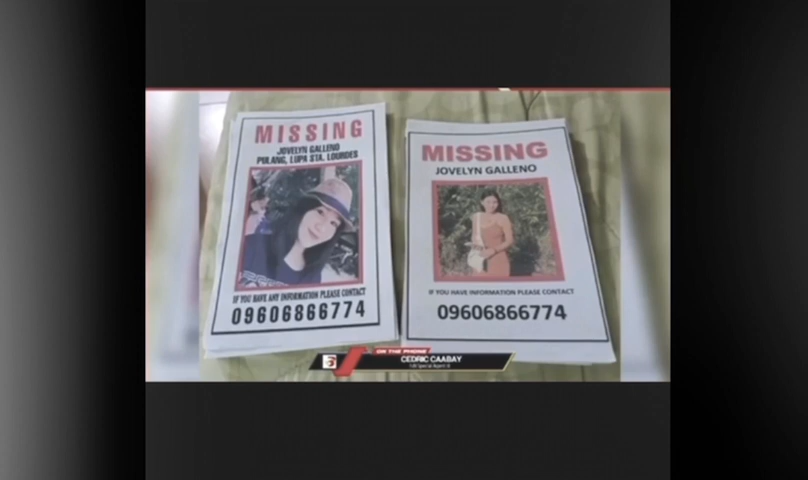 MISSING
JOVELYN GALLENO
PULANG, LUPA STA. LOURDES
IF YOU HAVE ANY INFORMATION PLEASE CONTACT
09606866774
MISSING
JOVELYN GALLENO
IF YOU HAVE INFORMATION PLEASE CONTACT
09606866774
ON THE PHONE
CEDRIC CAABAY